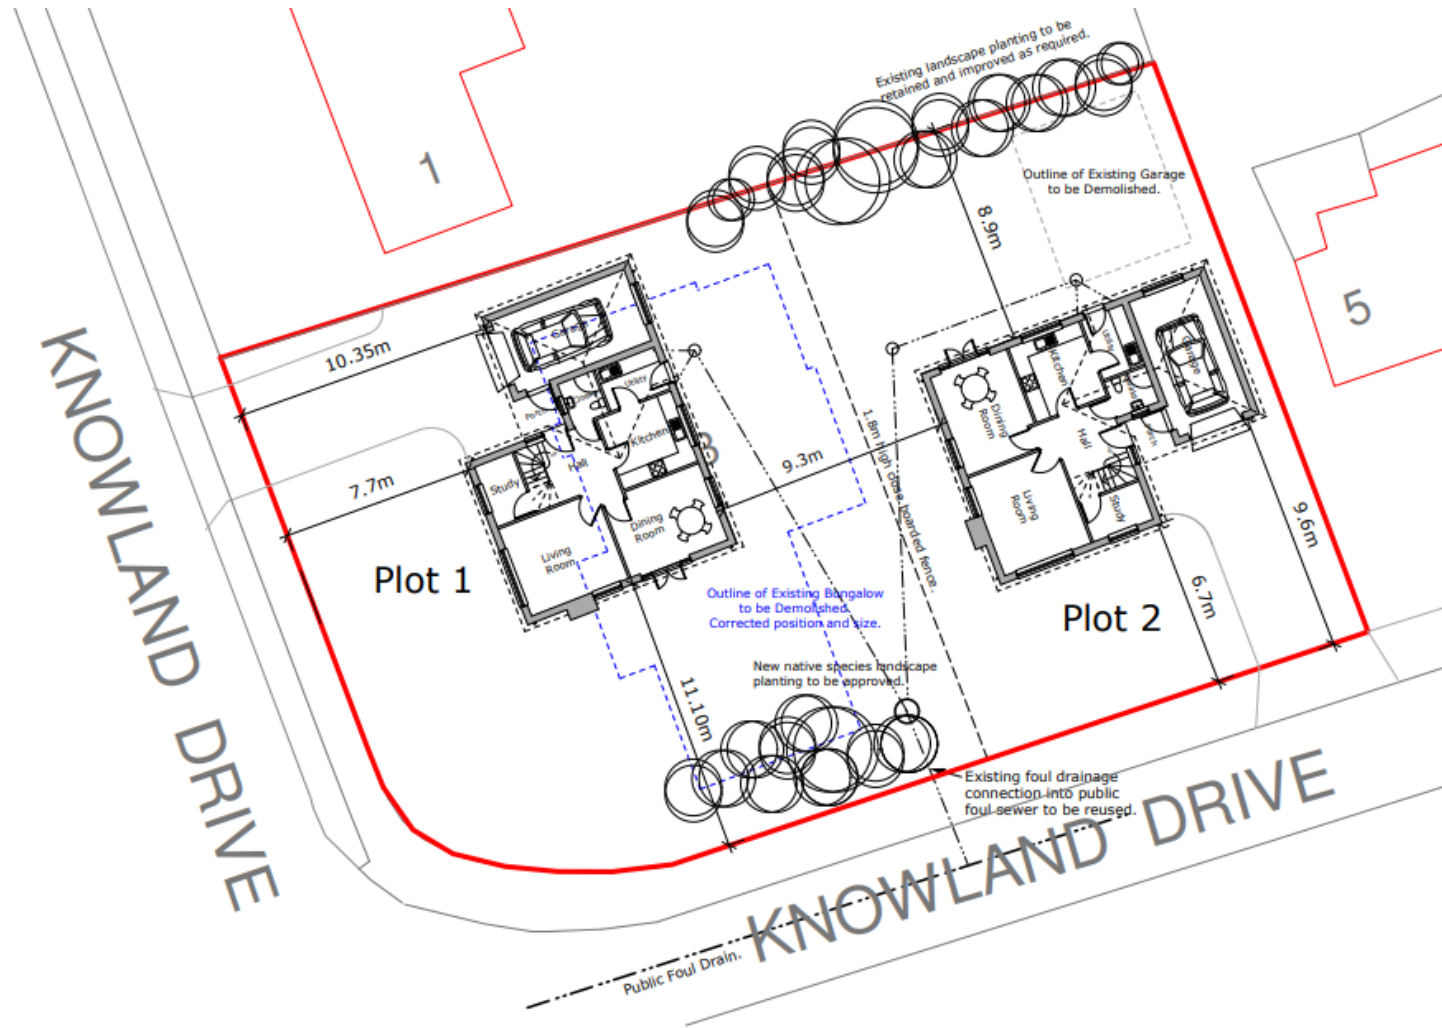 Existing landscape planting to be
retained and improved as required.
1
Outline of Existing Garage
to be Demolished.
8.9m
5
KNOWLAND DRIVE
10.35m
Garage
Utility
Kitchen
Hall
Study
7.7m
Living
Room
Dining
Room
3
9.3m
Plot 1
1.8m High close boarded fence.
Kitchen
Utility
Garage
Dining
Room
Hall
Living
Room
Study
9.6m
6.7m
Plot 2
Outline of Existing Bungalow
to be Demolished.
Corrected position and size.
New native species landscape
planting to be approved.
11.10m
Existing foul drainage
connection into public
foul sewer to be reused.
KNOWLAND DRIVE
Public Foul Drain.